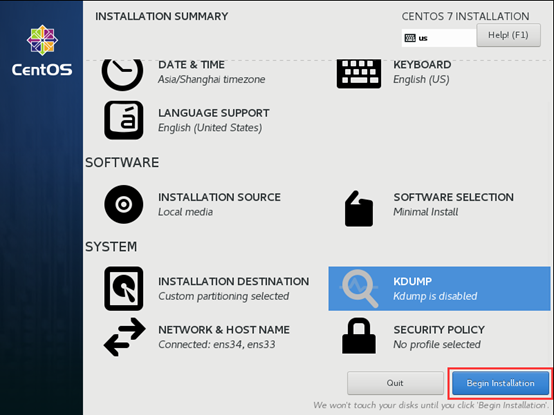 INSTALLATION SUMMARY
CENTOS 7 INSTALLATION
us
Help! (F1)
CentOS
DATE & TIME
Asia/Shanghai timezone
KEYBOARD
English (US)
LANGUAGE SUPPORT
English (United States)
SOFTWARE
INSTALLATION SOURCE
Local media
SOFTWARE SELECTION
Minimal Install
SYSTEM
INSTALLATION DESTINATION
Custom partitioning selected
KDUMP
Kdump is disabled
NETWORK & HOST NAME
Connected: ens34, ens33
SECURITY POLICY
No profile selected
Quit
Begin Installation
We won't touch your disks until you click 'Begin Installation'.